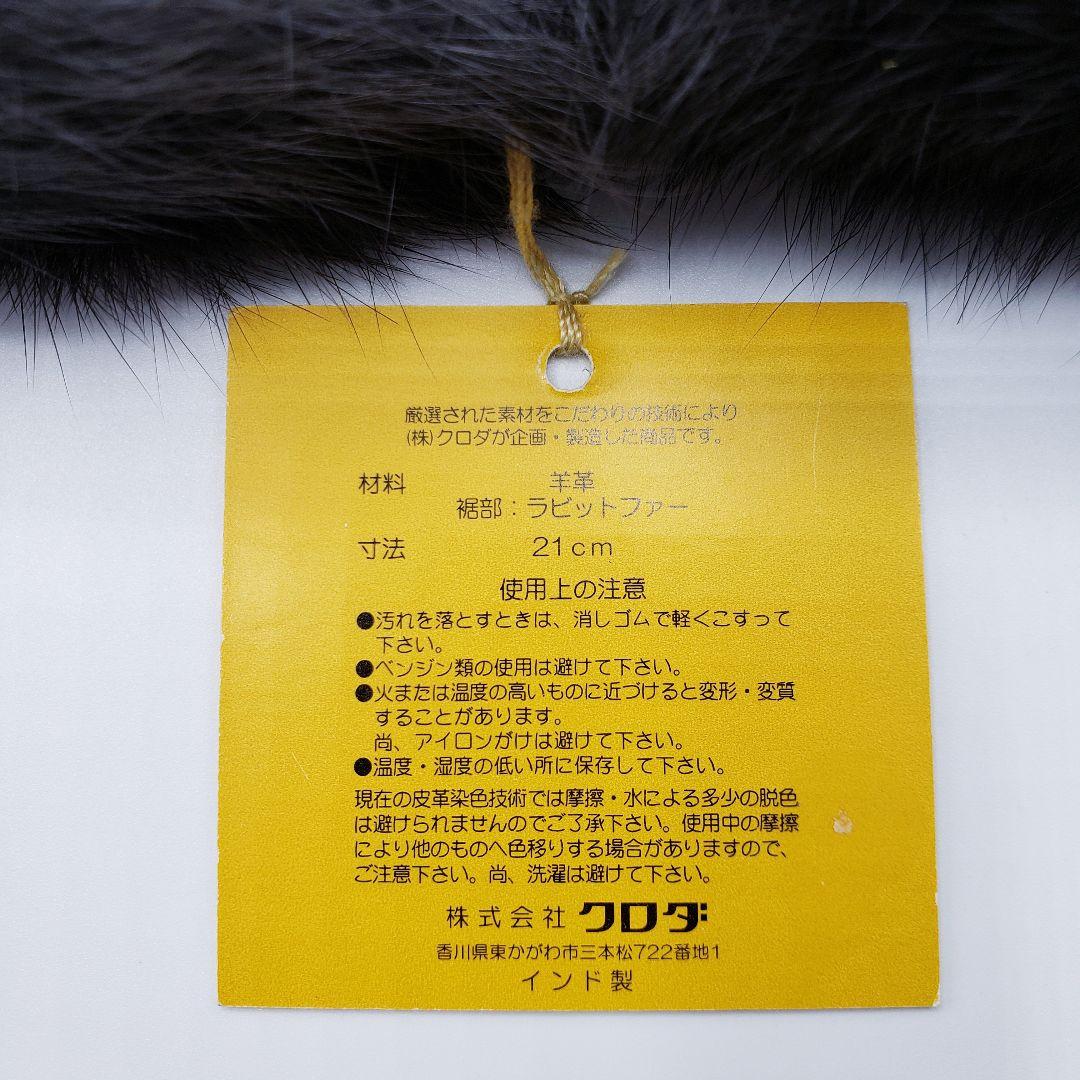 厳選された素材をこだわりの技術により
(株)クロダが企画・製造した商品です。
材料 羊革
裾部：ラビットファー
寸法 21cm
使用上の注意
●汚れを落とすときは、消しゴムで軽くこすって
下さい。
●ベンジン類の使用は避けて下さい。
●火または温度の高いものに近づけると変形・変質
することがあります。
尚、アイロンがけは避けて下さい。
●温度・湿度の低い所に保存して下さい。
現在の皮革染色技術では摩擦・水による多少の脱色
は避けられませんのでご了承下さい。使用中の摩擦
により他のものへ色移りする場合がありますので、
ご注意下さい。尚、洗濯は避けて下さい。
株式会社 クロダ
香川県東かがわ市三本松722番地1
インド製